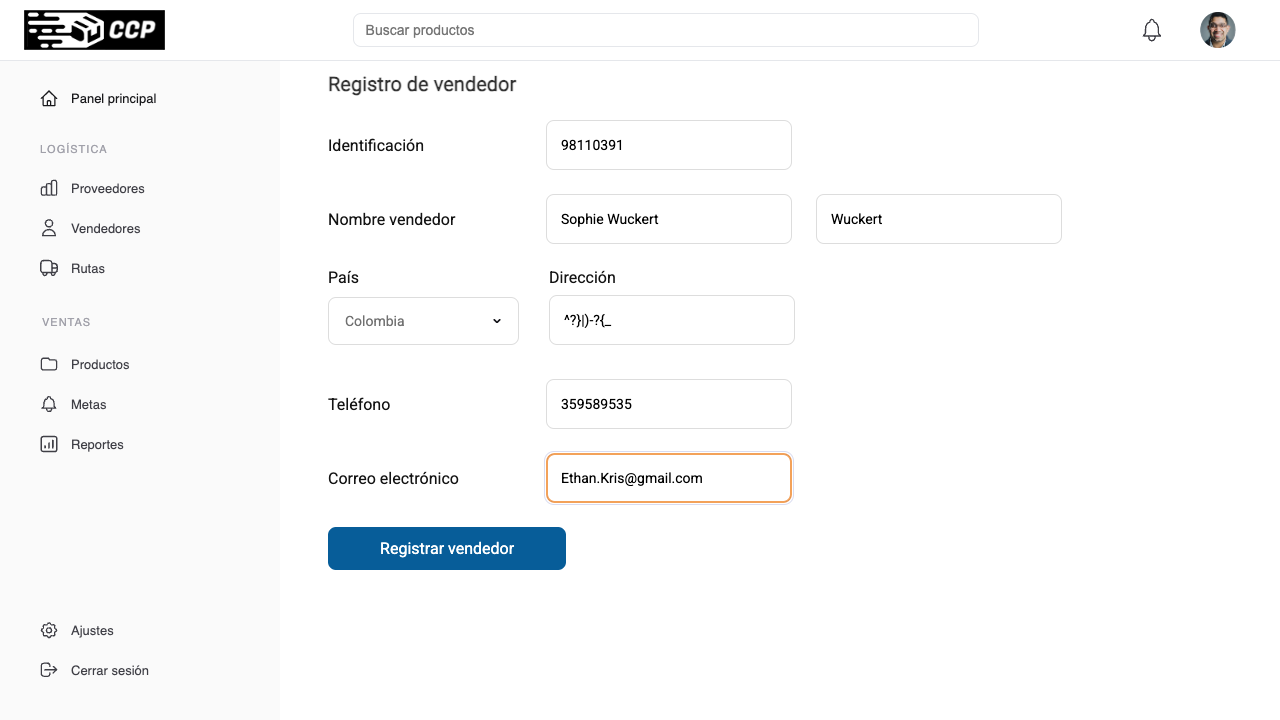 CCP
Buscar productos
Panel principal
LOGÍSTICA
Proveedores
Vendedores
Rutas
VENTAS
Productos
Metas
Reportes
Ajustes
Cerrar sesión
Registro de vendedor
Identificación 98110391
Nombre vendedor Sophie Wuckert Wuckert
País Dirección
Colombia ^?}|)-?{_
Teléfono 359589535
Correo electrónico Ethan.Kris@gmail.com
Registrar vendedor